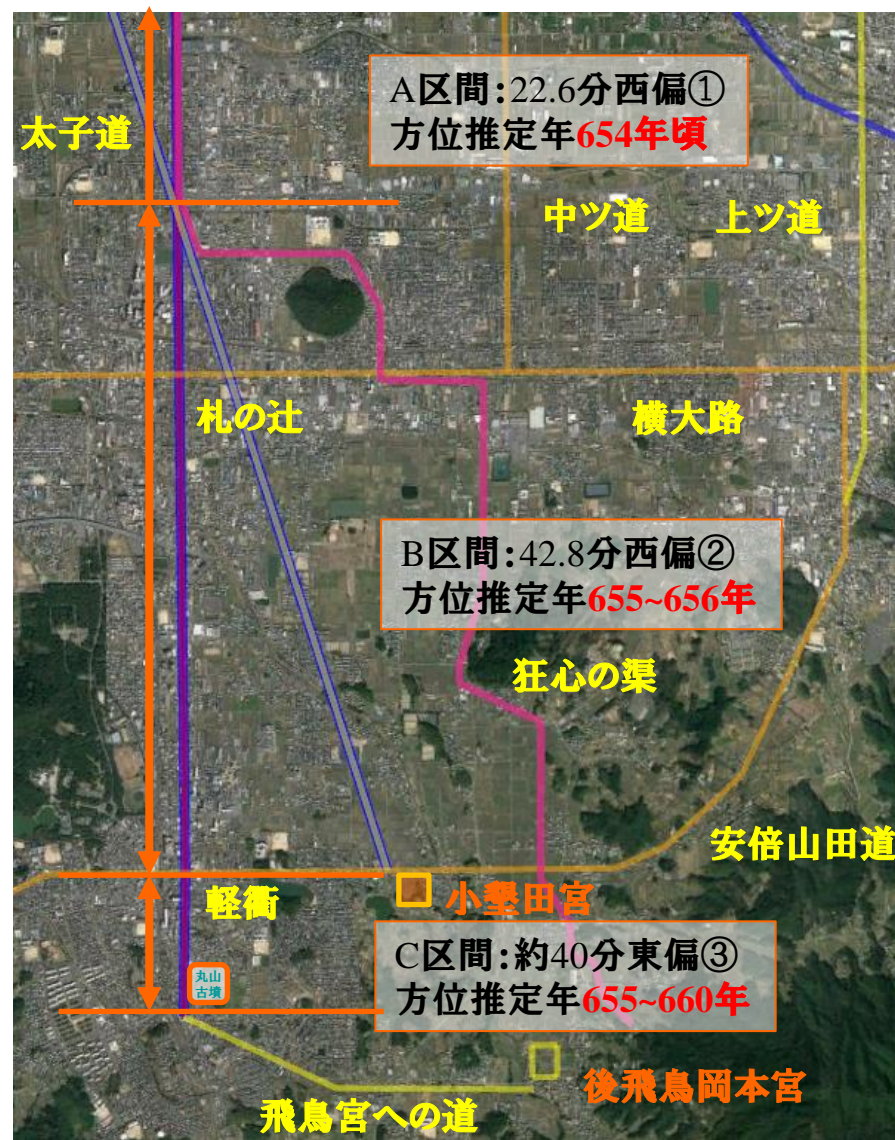 A区間:22.6分西偏①
方位推定年654年頃
太子道
中ツ道
上ツ道
札の辻
横大路
B区間:42.8分西偏②
方位推定年655~656年
狂心の渠
安倍山田道
軽衢
小墾田宮
C区間:約40分東偏③
方位推定年655~660年
丸山
古墳
後飛鳥岡本宮
飛鳥宮への道